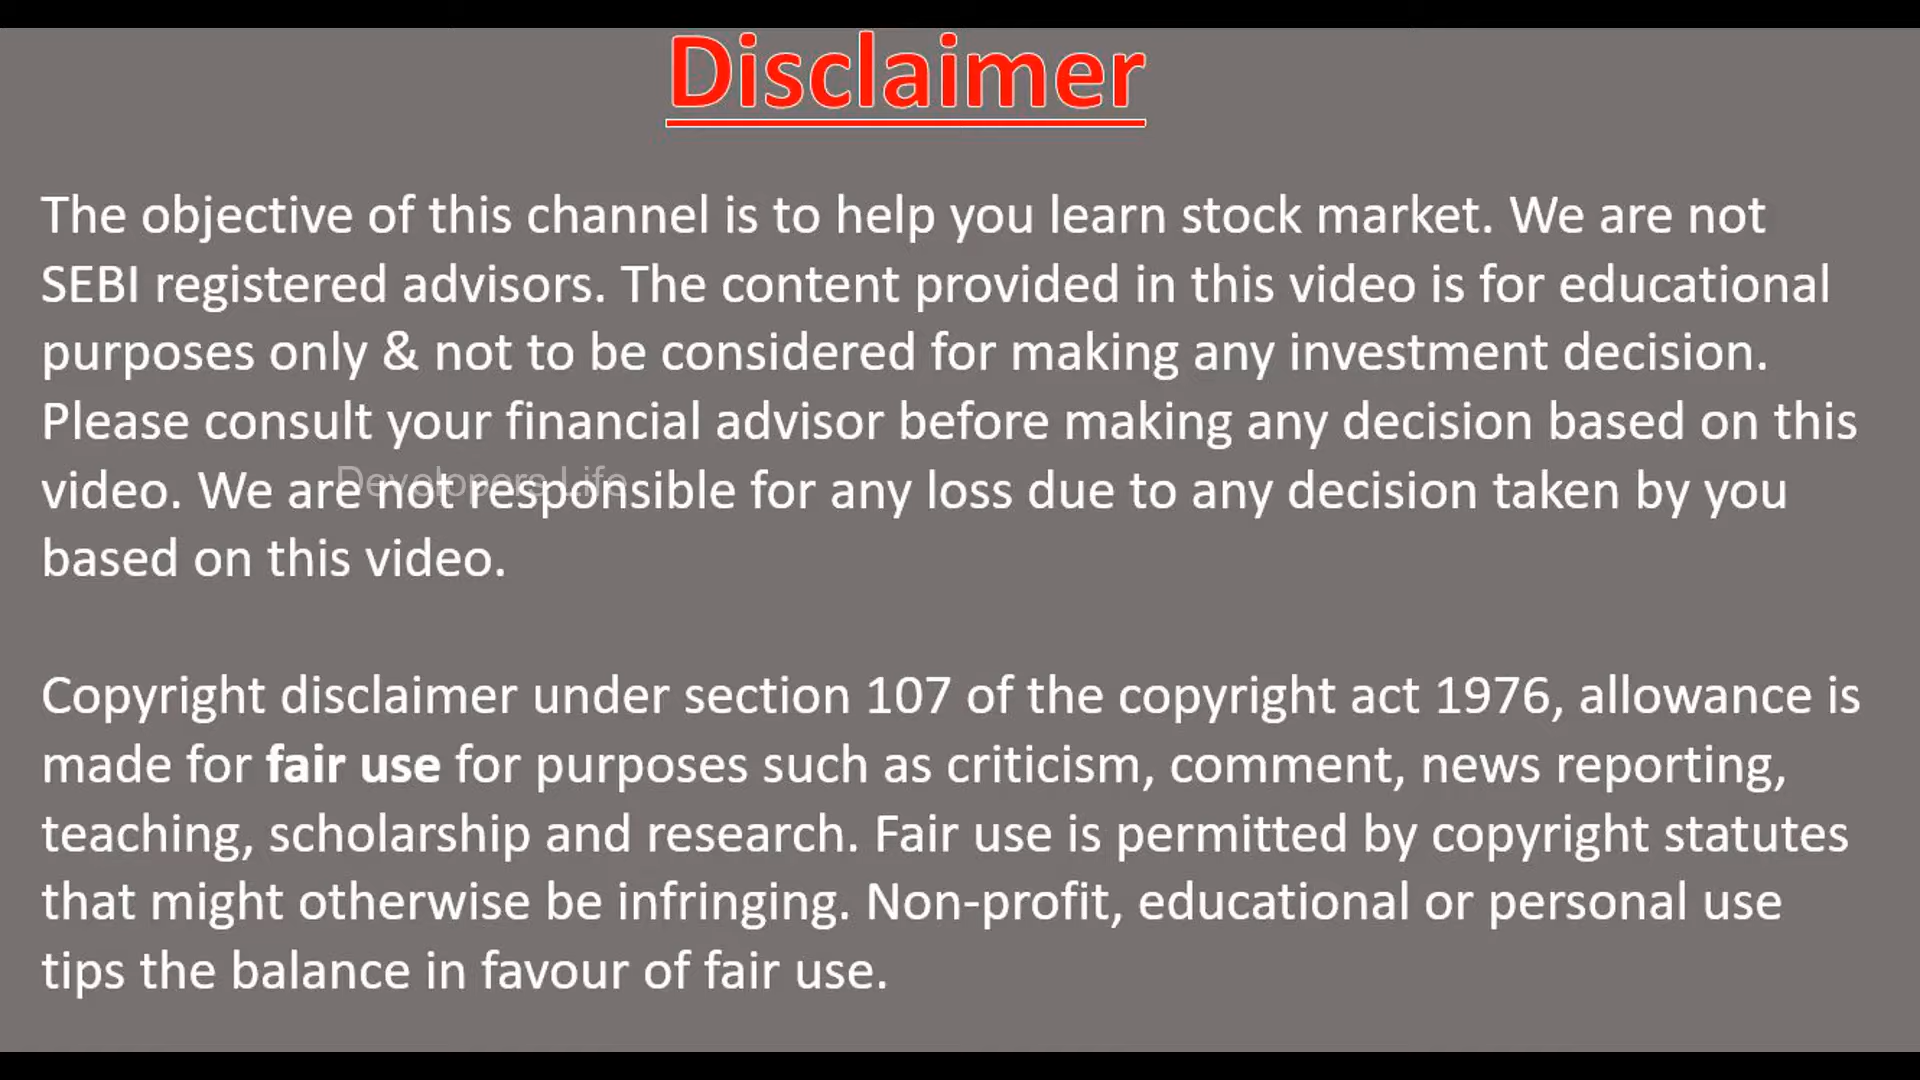 Disclaimer
The objective of this channel is to help you learn stock market. We are not
SEBI registered advisors. The content provided in this video is for educational
purposes only & not to be considered for making any investment decision.
Please consult your financial advisor before making any decision based on this
Developers Life
video. We are not responsible for any loss due to any decision taken by you
based on this video.
Copyright disclaimer under section 107 of the copyright act 1976, allowance is
made for fair use for purposes such as criticism, comment, news reporting,
teaching, scholarship and research. Fair use is permitted by copyright statutes
that might otherwise be infringing. Non-profit, educational or personal use
tips the balance in favour of fair use.